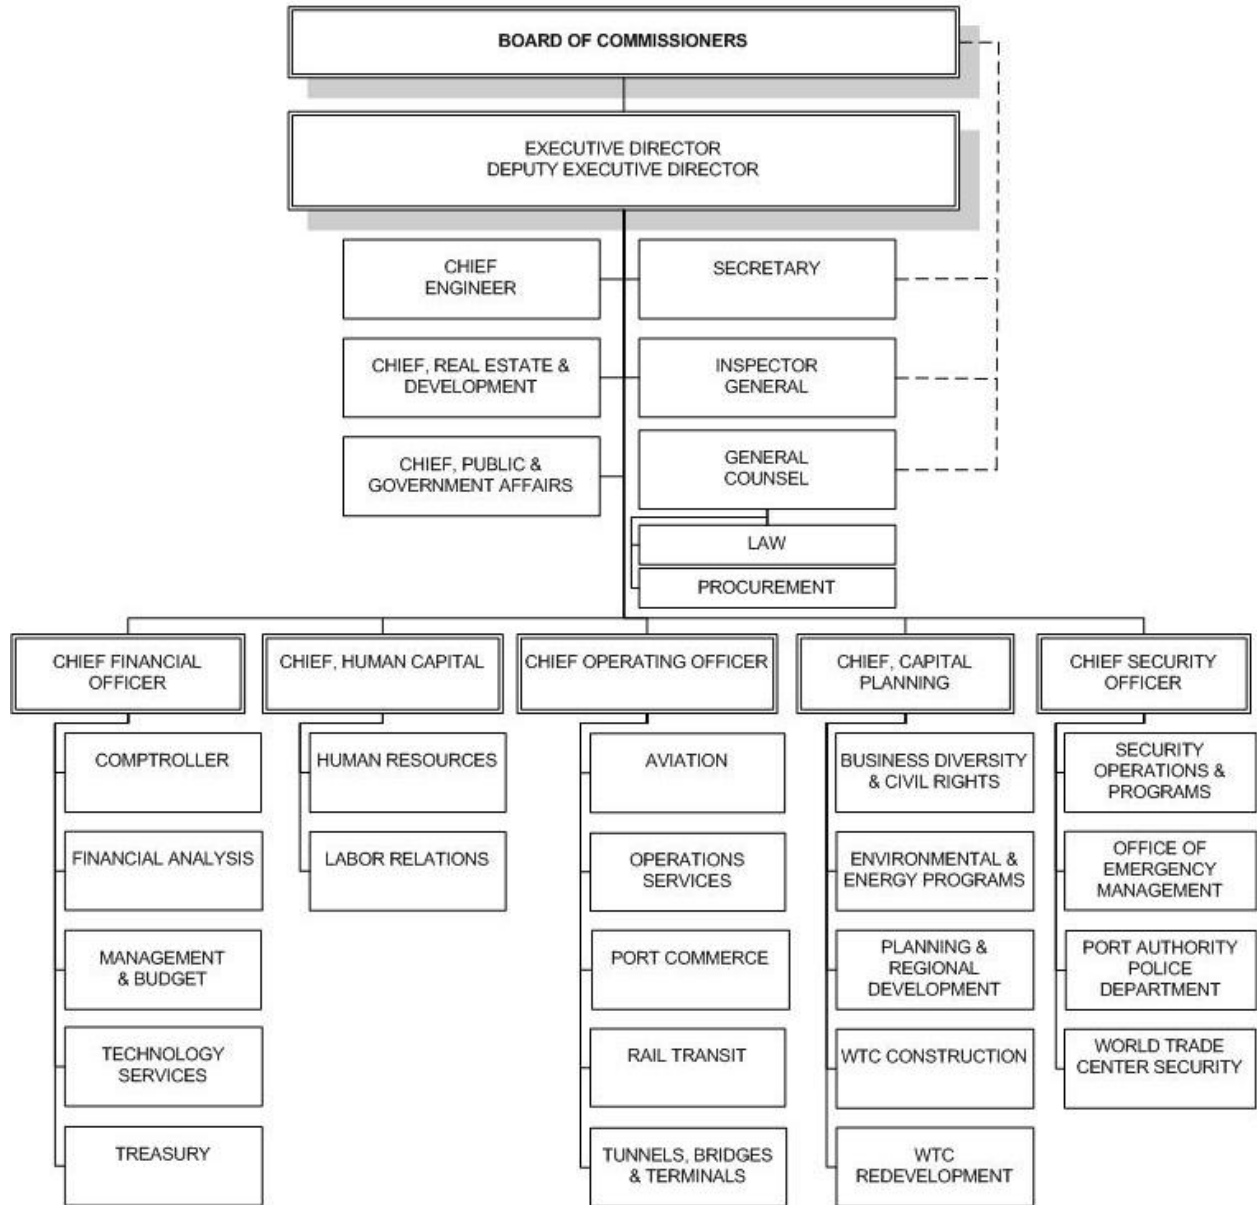 BOARD OF COMMISSIONERS
EXECUTIVE DIRECTOR
DEPUTY EXECUTIVE DIRECTOR
CHIEF
ENGINEER
SECRETARY
CHIEF, REAL ESTATE &
DEVELOPMENT
INSPECTOR
GENERAL
CHIEF, PUBLIC &
GOVERNMENT AFFAIRS
GENERAL
COUNSEL
LAW
PROCUREMENT
CHIEF FINANCIAL
OFFICER
CHIEF, HUMAN CAPITAL
CHIEF OPERATING OFFICER
CHIEF, CAPITAL
PLANNING
CHIEF SECURITY
OFFICER
COMPTROLLER
FINANCIAL ANALYSIS
MANAGEMENT
& BUDGET
TECHNOLOGY
SERVICES
TREASURY
HUMAN RESOURCES
LABOR RELATIONS
AVIATION
OPERATIONS
SERVICES
PORT COMMERCE
RAIL TRANSIT
TUNNELS, BRIDGES
& TERMINALS
BUSINESS DIVERSITY
& CIVIL RIGHTS
ENVIRONMENTAL &
ENERGY PROGRAMS
PLANNING &
REGIONAL
DEVELOPMENT
WTC CONSTRUCTION
WTC
REDEVELOPMENT
SECURITY
OPERATIONS &
PROGRAMS
OFFICE OF
EMERGENCY
MANAGEMENT
PORT AUTHORITY
POLICE
DEPARTMENT
WORLD TRADE
CENTER SECURITY